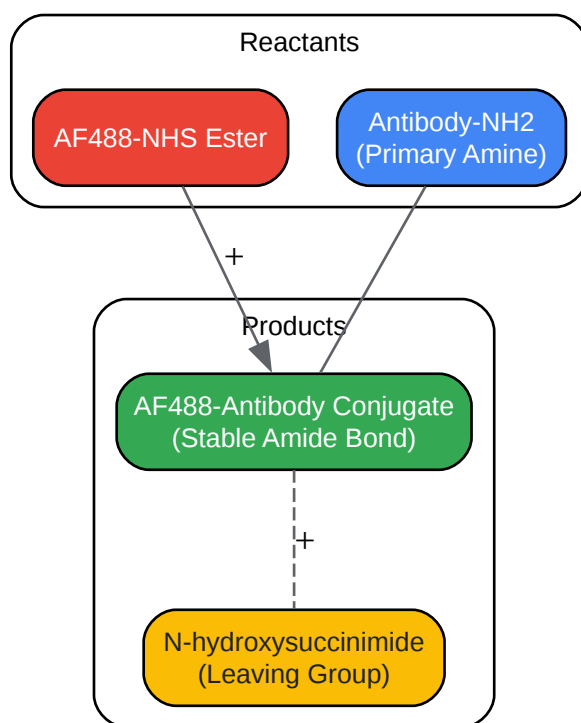 Reactants
AF488-NHS Ester
Antibody-NH2
(Primary Amine)
+
Products
AF488-Antibody Conjugate
(Stable Amide Bond)
+
N-hydroxysuccinimide
(Leaving Group)